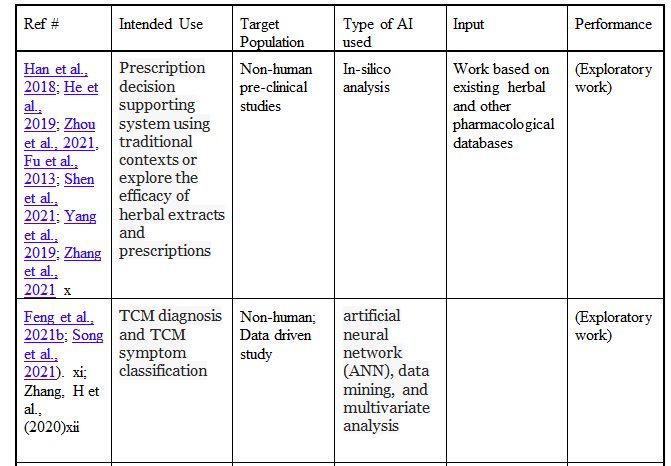 Ref #
Intended Use
Target
Population
Type of AI
used
Input
Performance
Han et al.,
2018; He et
al.,
2019; Zhou
et al., 2021,
Fu et al.,
2013; Shen
et al.,
2021; Yang
et al.,
2019; Zhang
et al.,
2021 x
Prescription
decision
supporting
system using
traditional
contexts or
explore the
efficacy of
herbal extracts
and
prescriptions
Non-human
pre-clinical
studies
In-silico
analysis
Work based on
existing herbal
and other
pharmacological
databases
(Exploratory
work)
Feng et al.,
2021b; Song
et al.,
2021). xi;
Zhang, H et
al.,
(2020)xii
TCM diagnosis
and TCM
symptom
classification
Non-human;
Data driven
study
artificial
neural
network
(ANN), data
mining, and
multivariate
analysis
(Exploratory
work)